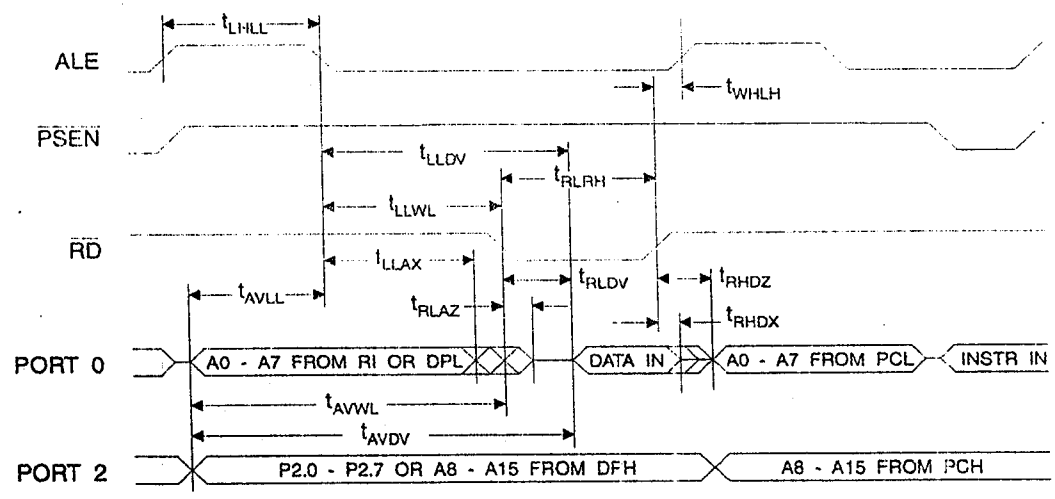 tLHLL
ALE
tWHLH
PSEN
tLLDV
tRLRH
tLLWL
RD
tLLAX
tRLDV
tRHDZ
tAVLL
tRLAZ
tRHDX
PORT 0
A0 - A7 FROM RI OR DPL
DATA IN
A0 - A7 FROM PCL
INSTR IN
tAVWL
tAVDV
PORT 2
P2.0 - P2.7 OR A8 - A15 FROM DFH
A8 - A15 FROM PCH